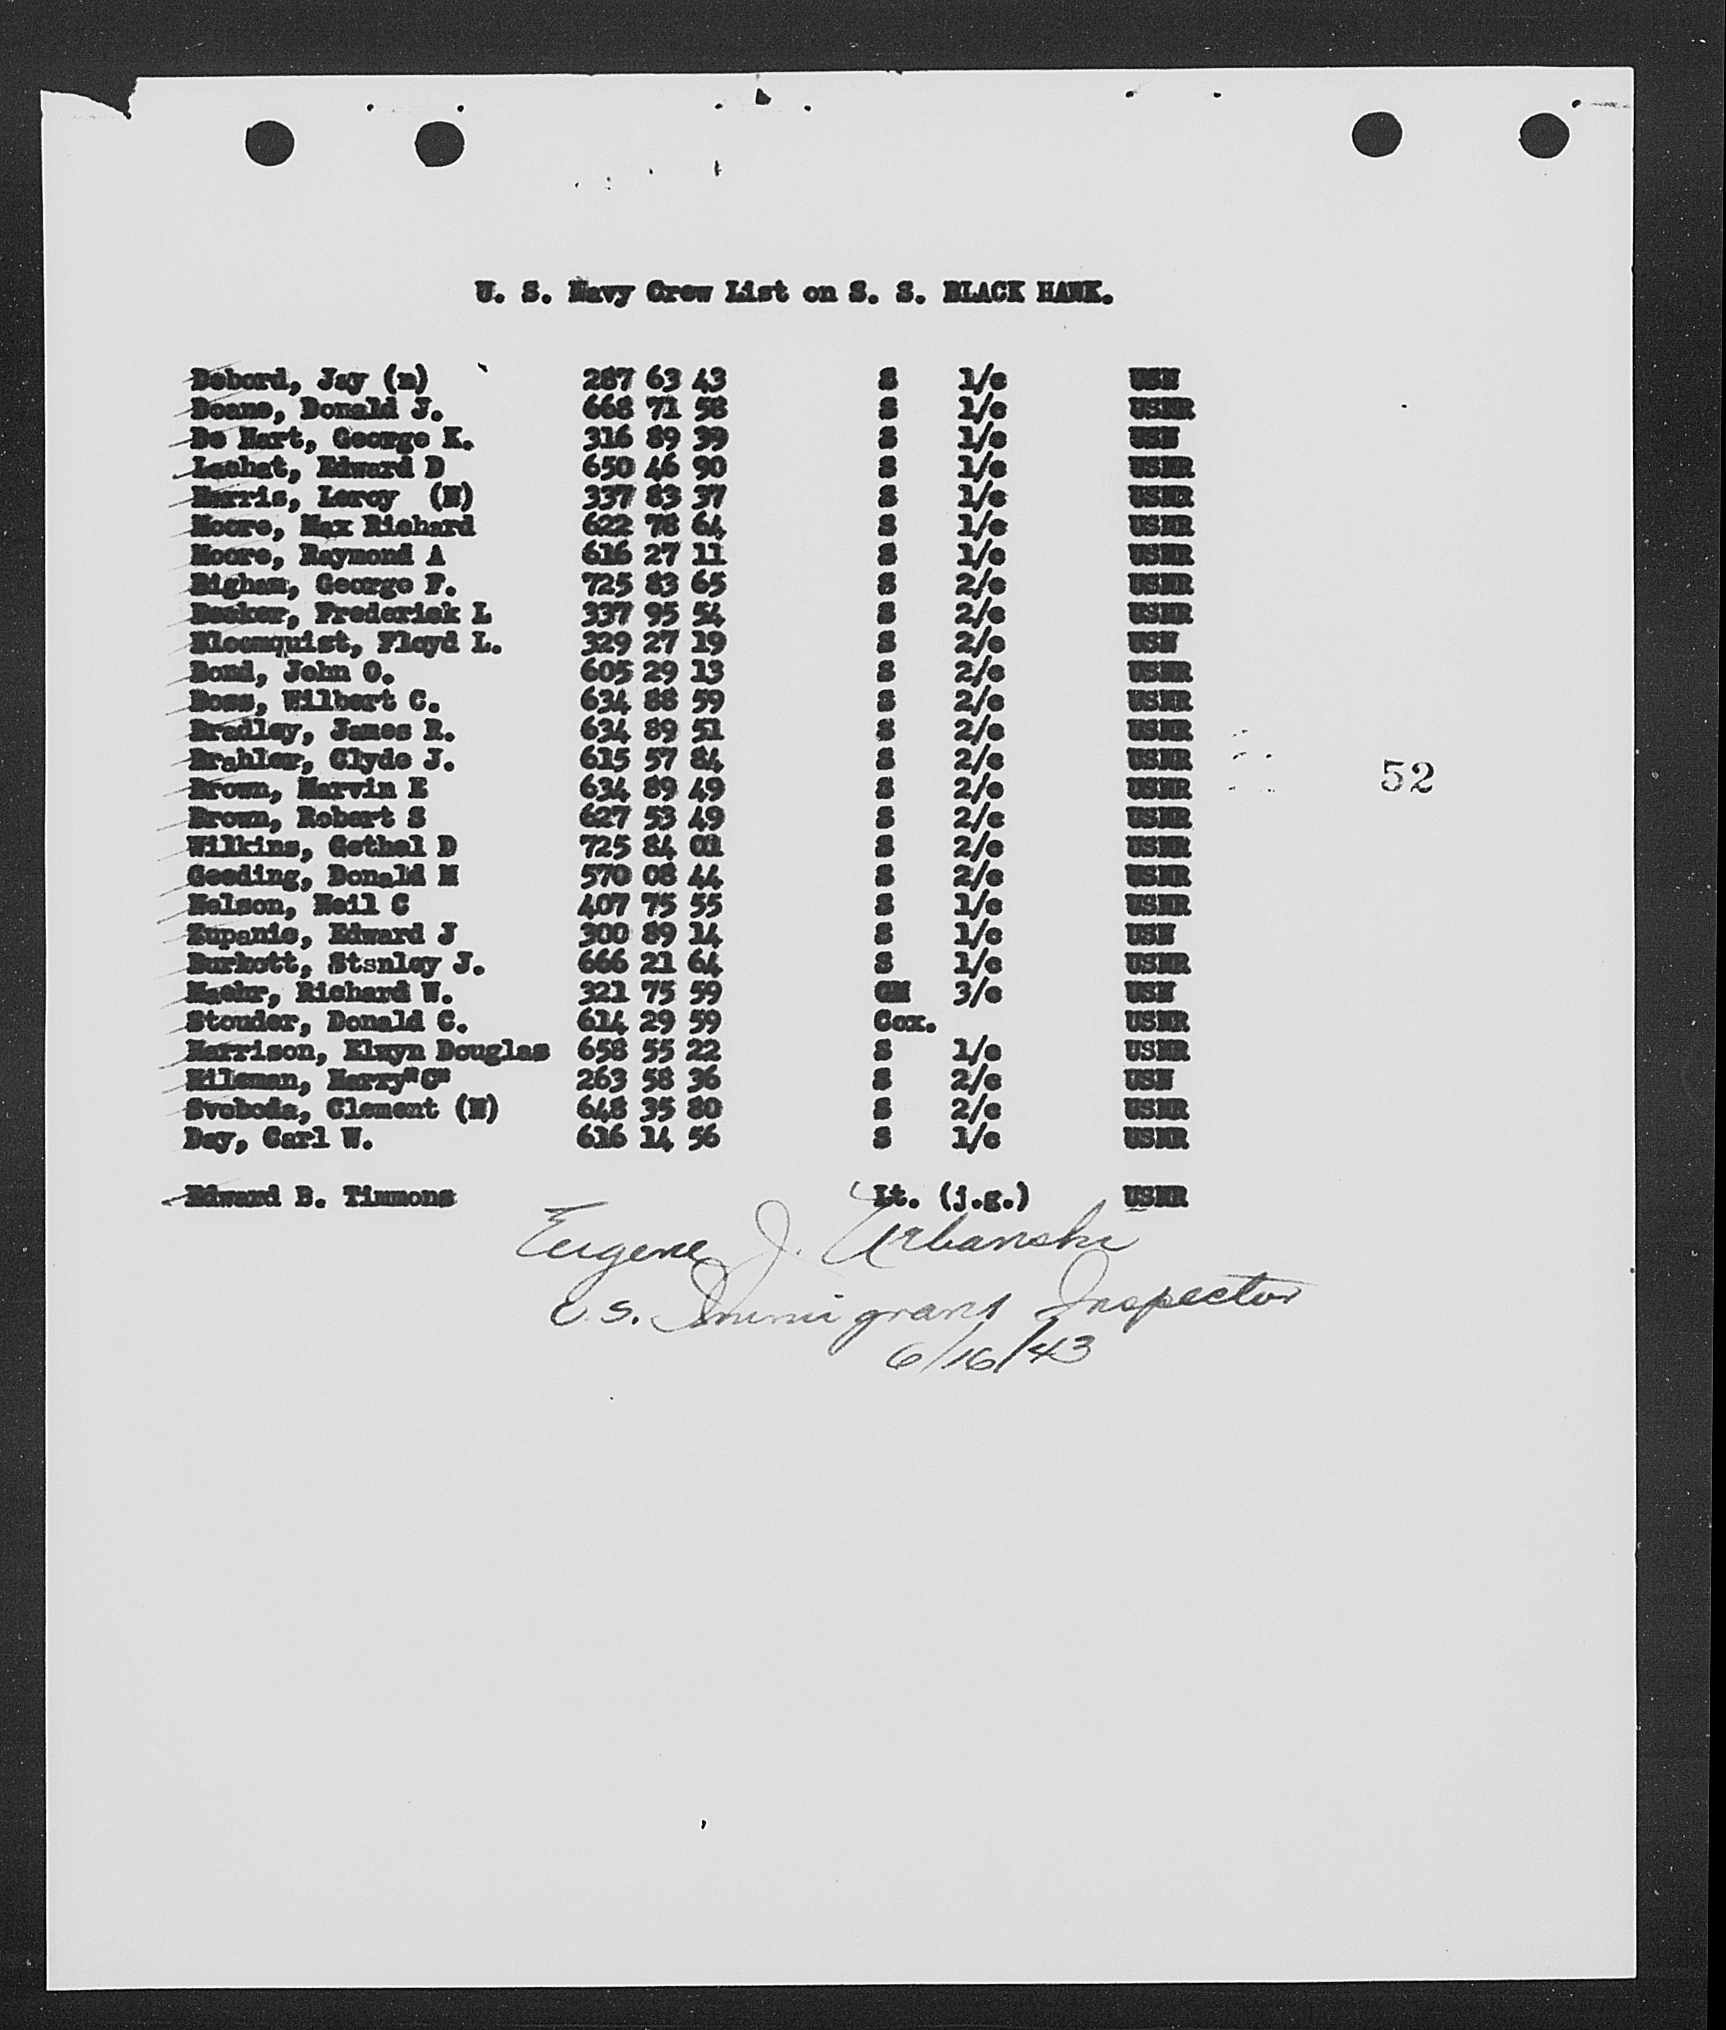 U. S. Navy Crew List on S. S. BLACK HAWK.
Debord, Jay (n) 287 63 43 S 1/c USN
Doane, Donald J. 668 71 58 S 1/c USNR
De Hart, George K. 316 89 39 S 1/c USN
Lachat, Edward D 650 46 90 S 1/c USNR
Harris, Leroy (N) 337 83 37 S 1/c USNR
Moore, Max Richard 622 78 64 S 1/c USNR
Moore, Raymond A 616 27 11 S 1/c USNR
Bigham, George F. 725 83 65 S 2/c USNR
Becker, Frederick L 337 95 54 S 2/c USNR
Bloomquist, Floyd L. 329 27 19 S 2/c USN
Bond, John O. 605 29 13 S 2/c USNR
Boss, Wilbert C. 634 88 59 S 2/c USNR
Bradley, James R. 634 89 51 S 2/c USNR
Brahler, Clyde J. 615 57 84 S 2/c USNR
52
Brown, Marvin E 634 89 49 S 2/c USNR
Brown, Robert S 627 53 49 S 2/c USNR
Wilkins, Gethal D 725 84 01 S 2/c USNR
Geeding, Donald M 570 08 44 S 2/c USNR
Nelson, Neil C 407 75 55 S 1/c USNR
Zupanic, Edward J 300 89 14 S 1/c USN
Burkott, Stanley J. 666 21 64 S 1/c USNR
Maehr, Richard W. 321 75 59 GM 3/c USN
Stouder, Donald C. 614 29 59 Cox. USNR
Harrison, Elwyn Douglas 658 55 22 S 1/c USNR
Hileman, Harry "C" 263 58 36 S 2/c USN
Svoboda, Clement (N) 648 35 80 S 2/c USNR
Day, Carl W. 616 14 56 S 1/c USNR
Edward B. Timmons Lt. (j.g.) USNR
Eugene J. Urbanski
U.S. Immigrant Inspector
6/16/43